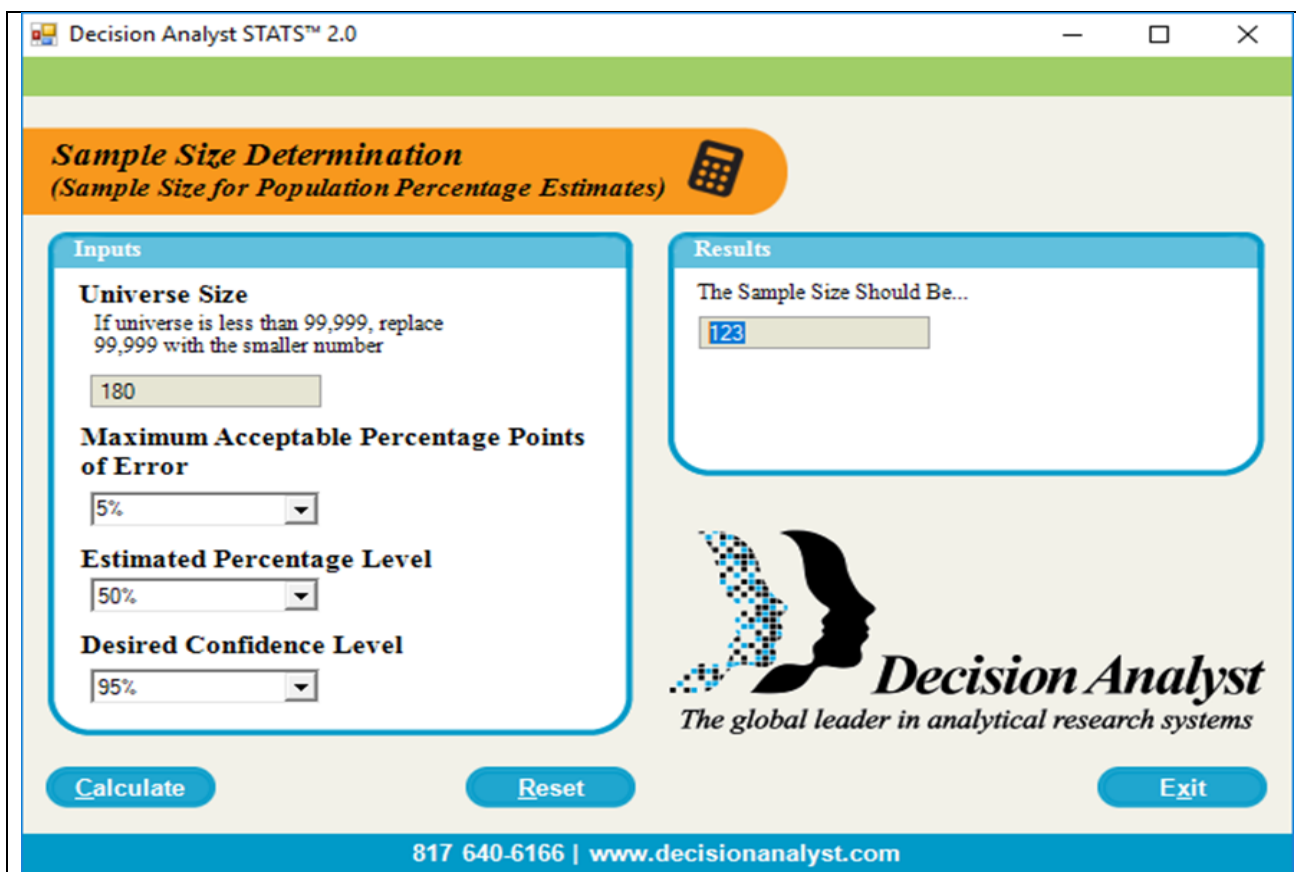 Decision Analyst STATS™ 2.0
Sample Size Determination
(Sample Size for Population Percentage Estimates)
Inputs
Universe Size
If universe is less than 99,999, replace
99,999 with the smaller number
180
Maximum Acceptable Percentage Points
of Error
5%
Estimated Percentage Level
50%
Desired Confidence Level
95%
Results
The Sample Size Should Be...
123
Decision Analyst
The global leader in analytical research systems
Calculate
Reset
Exit
817 640-6166 | www.decisionanalyst.com